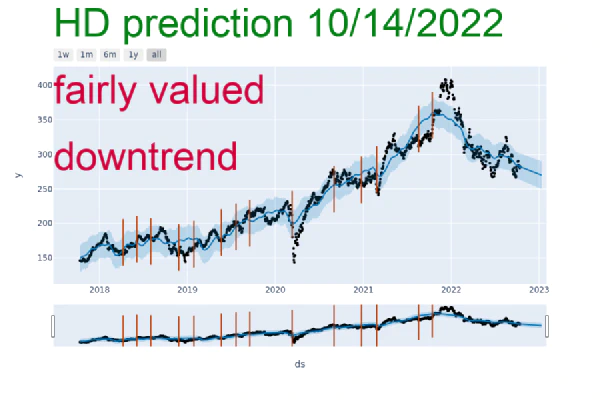 HD prediction 10/14/2022
1w 1m 6m 1y all
fairly valued
downtrend
400
350
300
250
200
150
y
2018 2019 2020 2021 2022 2023
ds